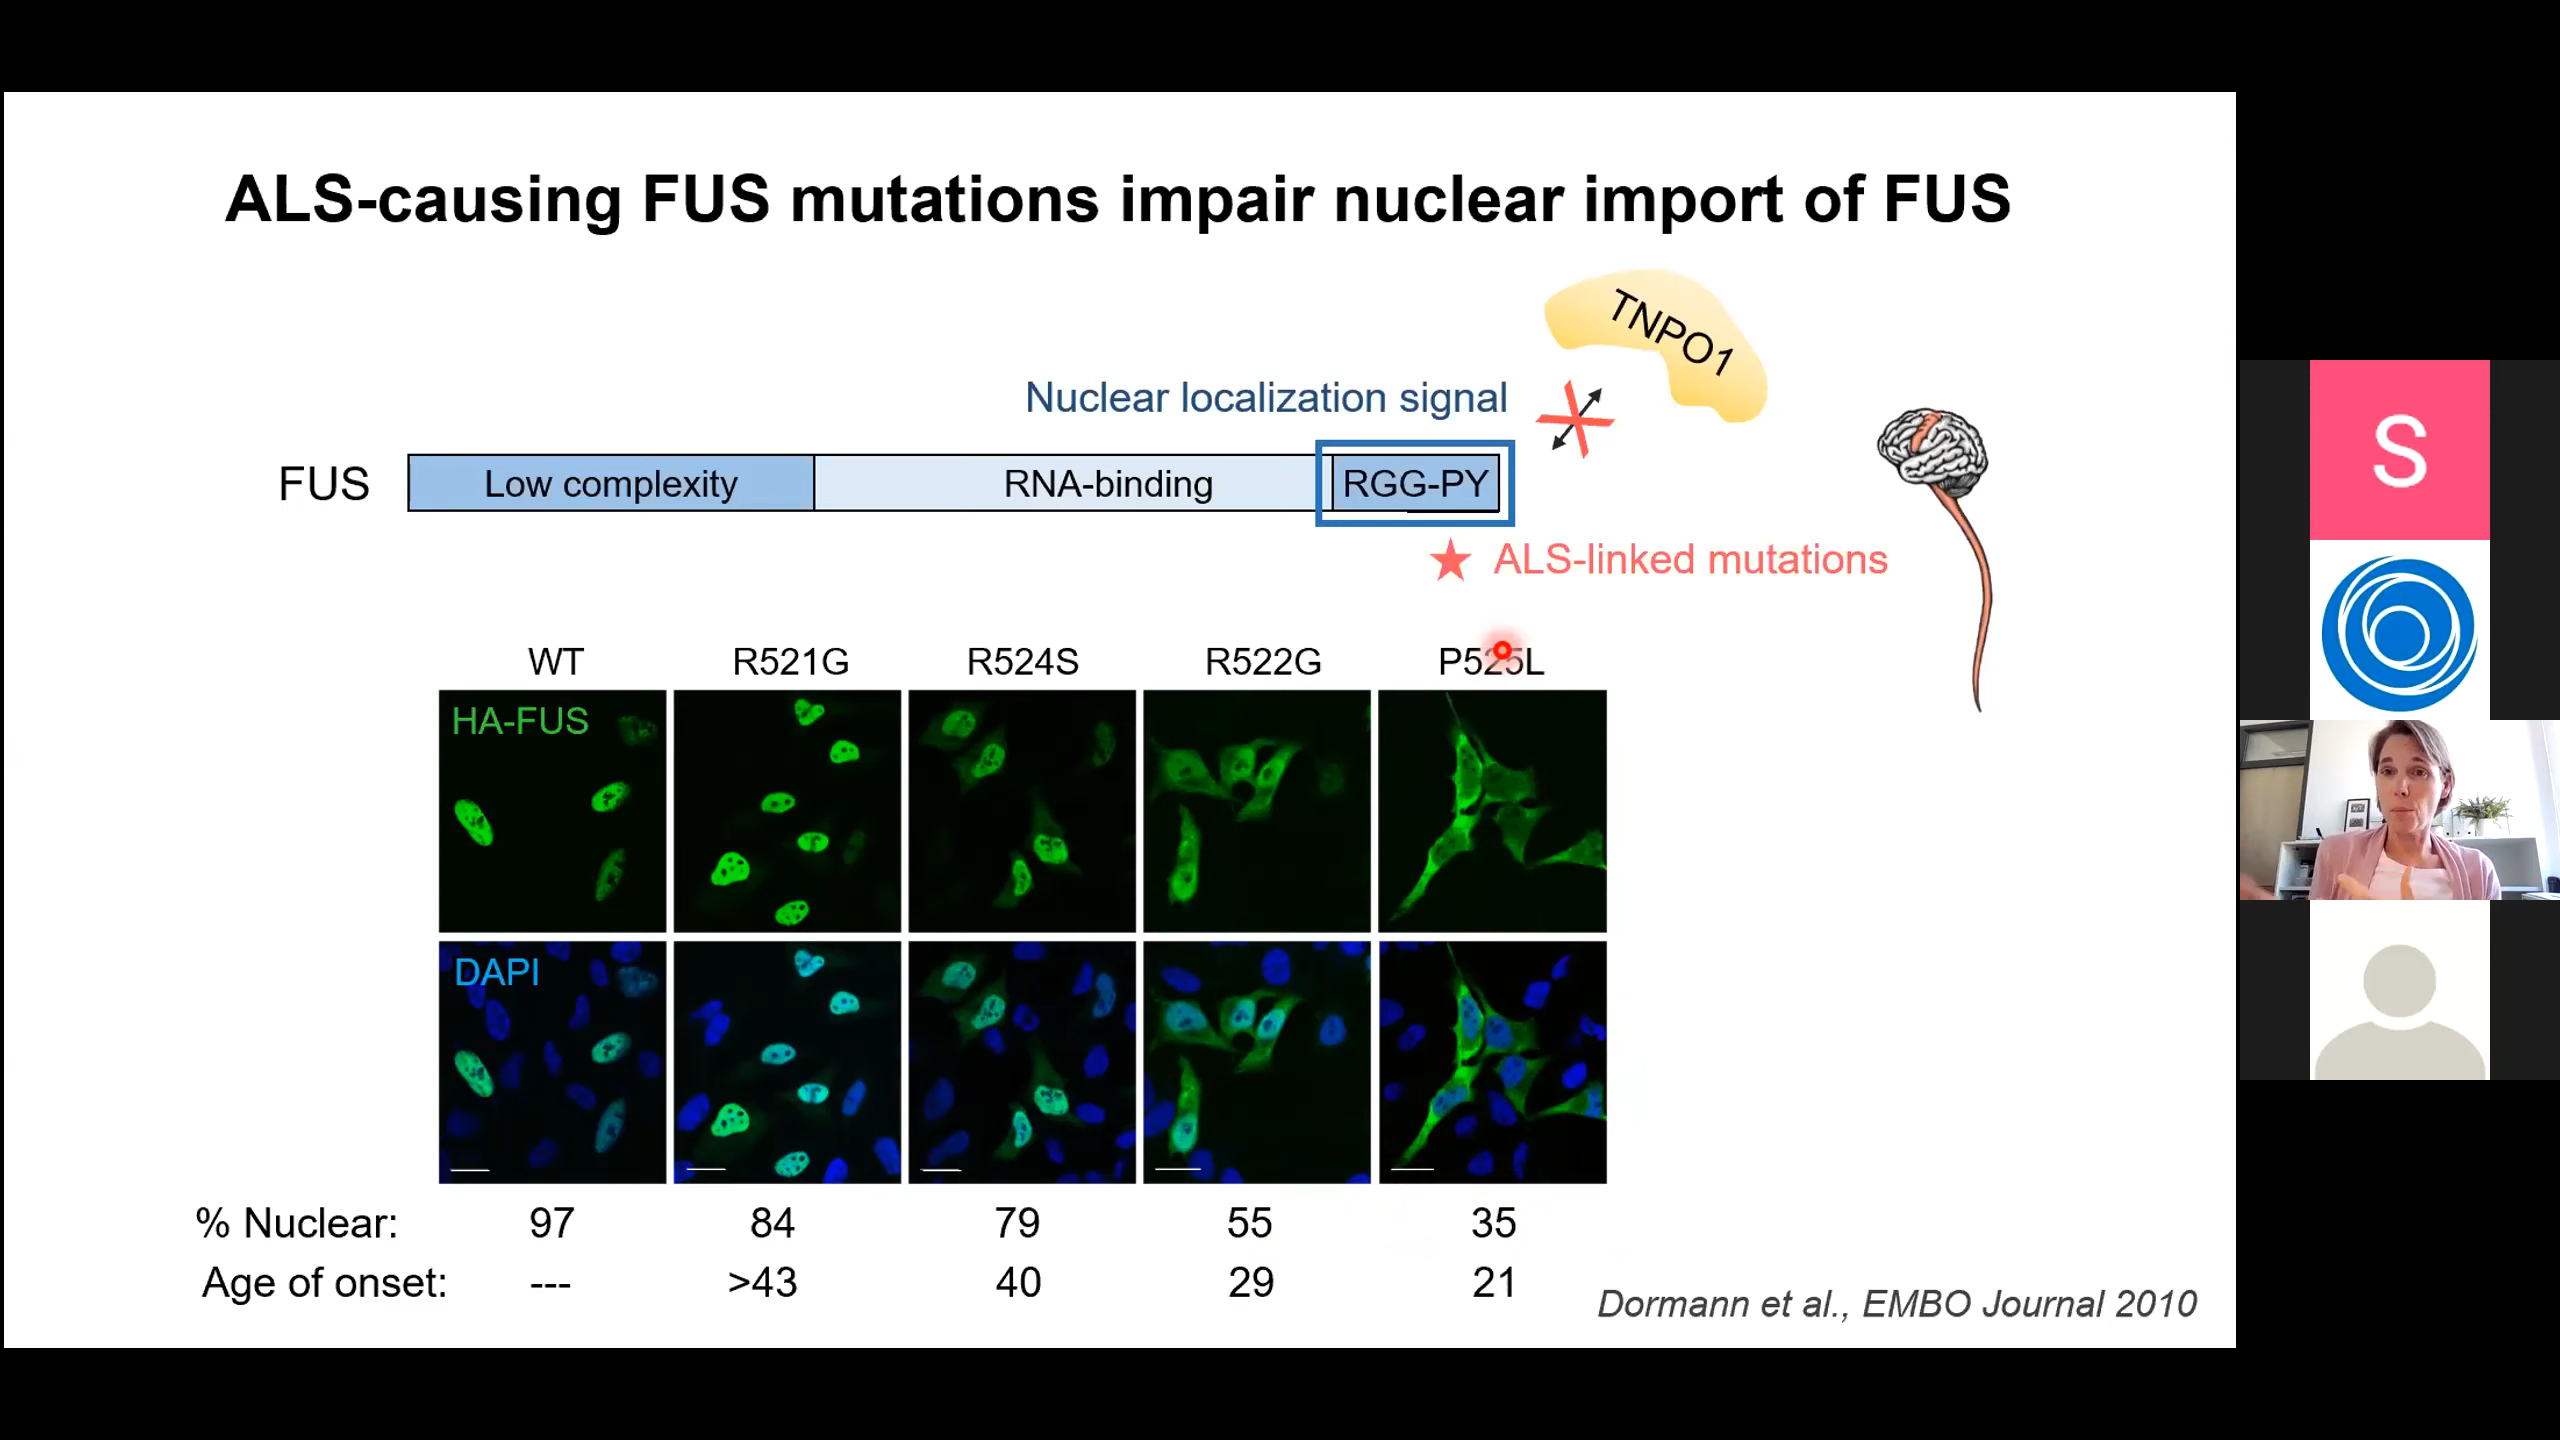 ALS-causing FUS mutations impair nuclear import of FUS
TNPO1
Nuclear localization signal
FUS
Low complexity
RNA-binding
RGG-PY
ALS-linked mutations
WT
R521G
R524S
R522G
P525L
HA-FUS
DAPI
% Nuclear: 97 84 79 55 35
Age of onset: --- >43 40 29 21
Dormann et al., EMBO Journal 2010
S